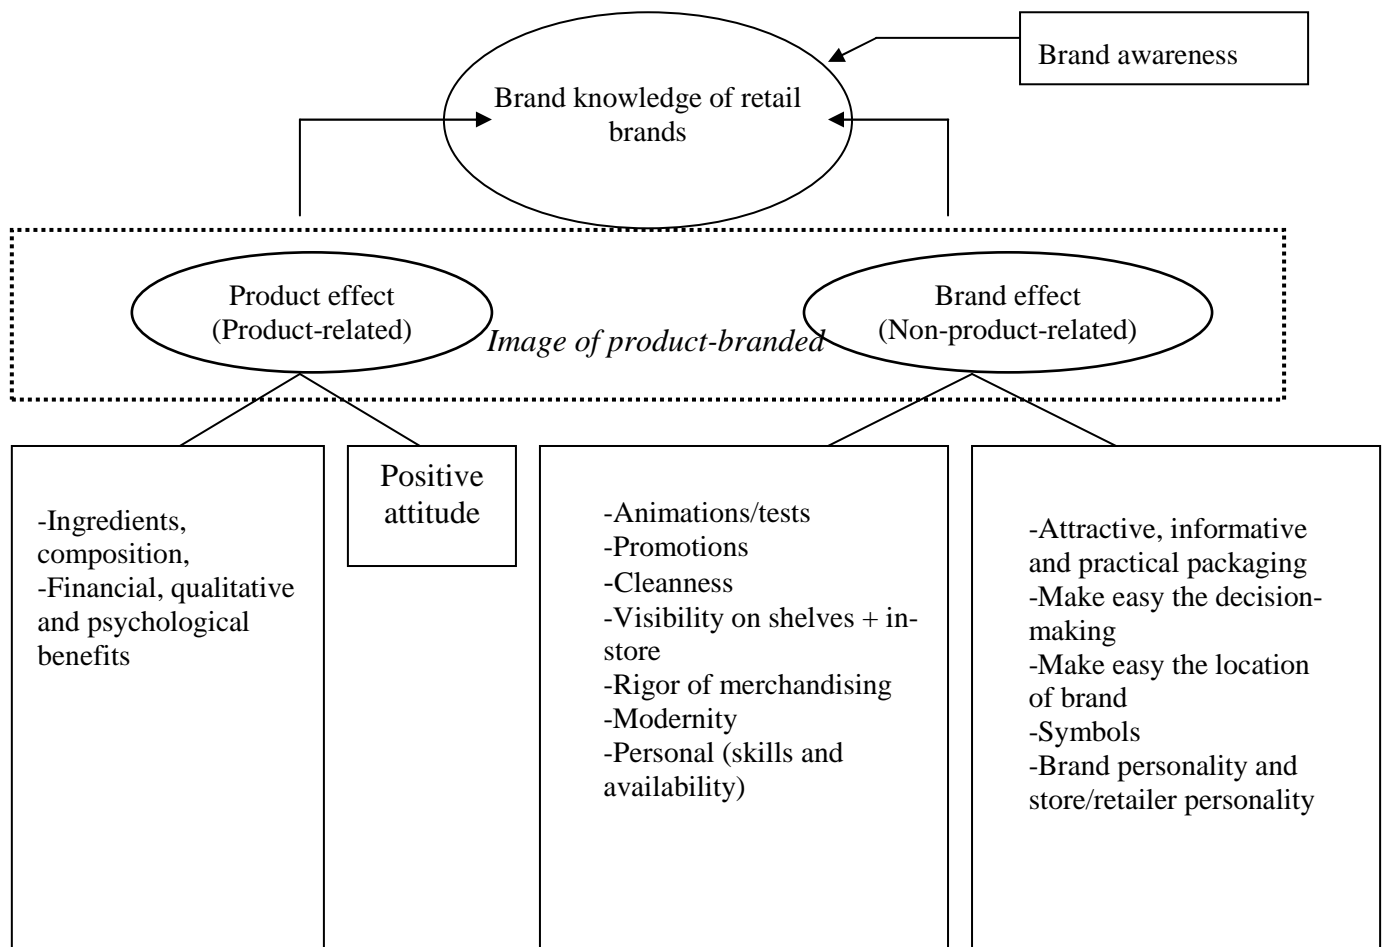 Brand awareness
Brand knowledge of retail
brands
Product effect
(Product-related)
Image of product-branded
Brand effect
(Non-product-related)
-Ingredients,
composition,
-Financial, qualitative
and psychological
benefits
Positive
attitude
-Animations/tests
-Promotions
-Cleanness
-Visibility on shelves + in-
store
-Rigor of merchandising
-Modernity
-Personal (skills and
availability)
-Attractive, informative
and practical packaging
-Make easy the decision-
making
-Make easy the location
of brand
-Symbols
-Brand personality and
store/retailer personality